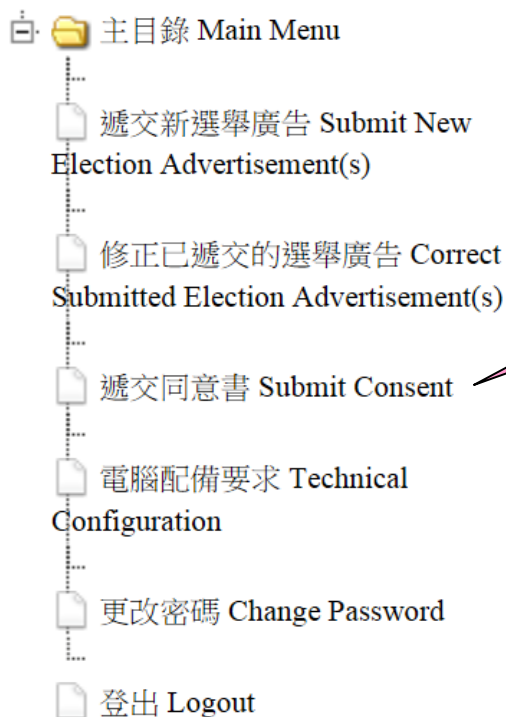 主目錄 Main Menu
遞交新選舉廣告 Submit New
Election Advertisement(s)
修正已遞交的選舉廣告 Correct
Submitted Election Advertisement(s)
遞交同意書 Submit Consent
電腦配備要求 Technical
Configuration
更改密碼 Change Password
登出 Logout